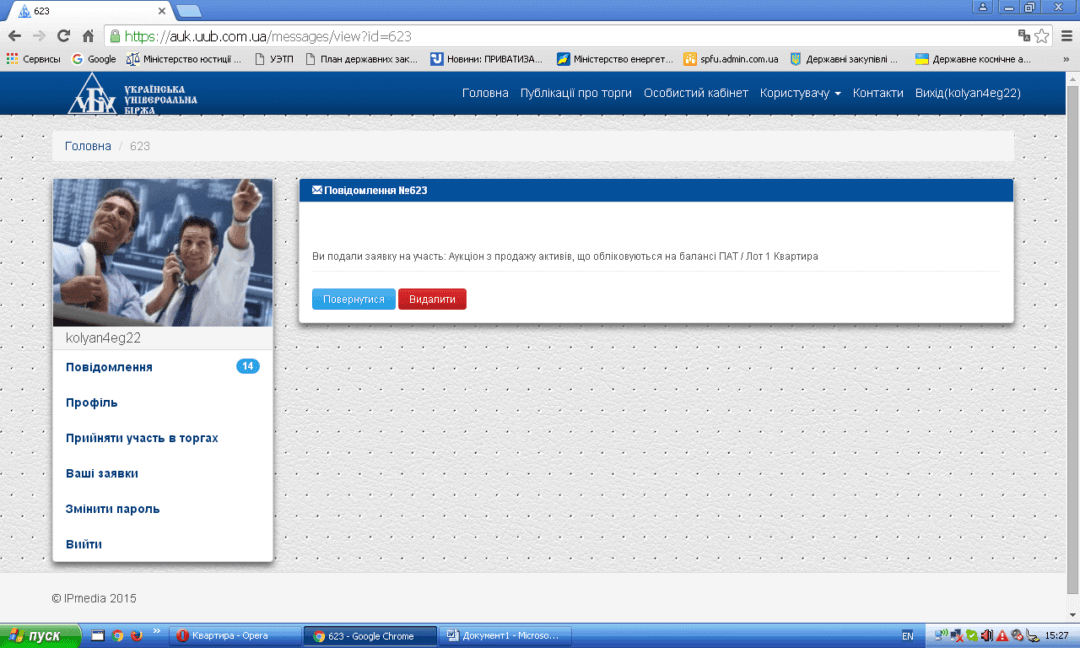 623
https://auk.uub.com.ua/messages/view?id=623
Сервисы
Google
Міністерство юстиції ...
УЭТП
План державних зак...
Новини: ПРИВАТИЗА...
Міністерство енергет...
spfu.admin.com.ua
Державні закупівлі ...
Державне космічне а...
»
УБ
УКРАЇНСЬКА
УНІВЕРСАЛЬНА
БІРЖА
Головна
Публікації про торги
Особистий кабінет
Користувачу
Контакти
Вихід(kolyan4eg22)
Головна / 623
Повідомлення №623
Ви подали заявку на участь: Аукціон з продажу активів, що обліковуються на балансі ПАТ / Лот 1 Квартира
Повернутися
Видалити
kolyan4eg22
Повідомлення 14
Профіль
Прийняти участь в торгах
Ваші заявки
Змінити пароль
Вийти
© IPmedia 2015
пуск
»
Квартира - Opera
623 - Google Chrome
Документ1 - Microso...
EN
15:27